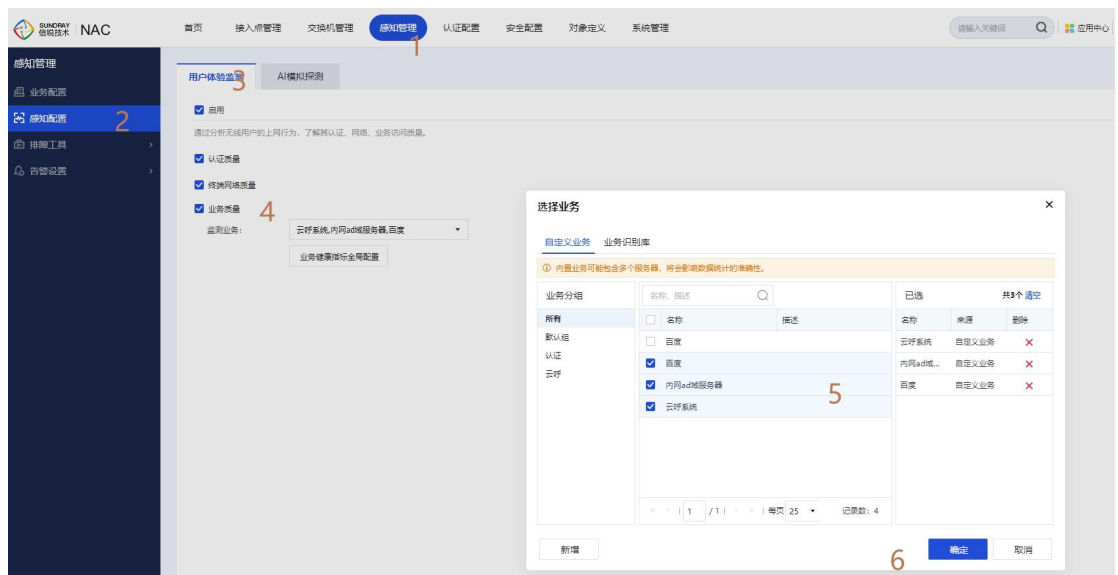 SUNDRAY
信锐技术
NAC
首页 接入点管理 交换机管理 感知管理 认证配置 安全配置 对象定义 系统管理
请输入关键词
应用中心
1
感知管理
业务配置
感知配置 2
排障工具
告警设置
用户体验监测 AI模拟探测
3
启用
通过分析无线用户的上网行为，了解其认证、网络、业务访问质量。
认证质量
终端网络质量
业务质量 4
监测业务： 云呼系统,内网ad域服务器,百度
业务健康指标全局配置
选择业务
自定义业务 业务识别库
内置业务可能包含多个服务器，将会影响数据统计的准确性。
业务分组 名称、描述 已选 共3个 清空
所有 名称 描述 名称 来源 删除
默认组 百度 云呼系统 自定义业务
认证 百度 内网ad域... 自定义业务
云呼 内网ad域服务器 5 百度 自定义业务
云呼系统
1 / 1 每页 25 记录数：4
新增 6 确定 取消